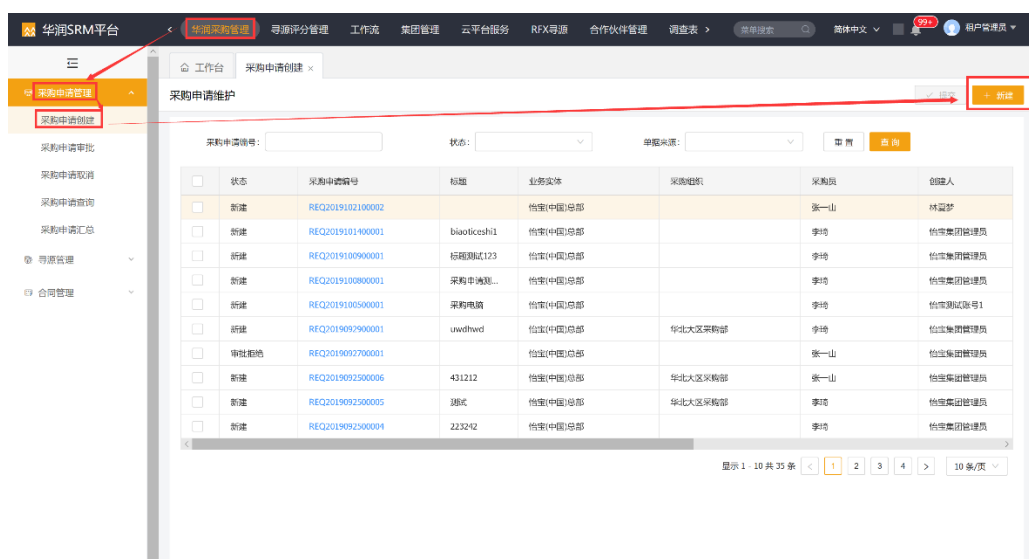 华润SRM平台 华润采购管理 寻源评分管理 工作流 集团管理 云平台服务 RFX寻源 合作伙伴管理 调查表 简单搜索 简体中文 99+ 租户管理员
工作台 采购申请创建
采购申请管理
采购申请创建
采购申请审批
采购申请取消
采购申请查询
采购申请汇总
寻源管理
合同管理
采购申请维护 提交 + 新建
采购申请编号: 状态: 单据来源: 重置 查询
状态 采购申请编号 标题 业务实体 采购组织 采购员 创建人
新建 REQ2019102100002 怡宝(中国)总部 张一山 林夏梦
新建 REQ2019101400001 biaoticeshi1 怡宝(中国)总部 李琦 怡宝集团管理员
新建 REQ2019100900001 标题测试123 怡宝(中国)总部 李琦 怡宝集团管理员
新建 REQ2019100800001 采购申请测... 怡宝(中国)总部 李琦 怡宝集团管理员
新建 REQ2019100500001 采购电脑 怡宝(中国)总部 李琦 怡宝测试账号1
新建 REQ2019092900001 uwdhwd 怡宝(中国)总部 华北大区采购部 李琦 怡宝集团管理员
审批拒绝 REQ2019092700001 怡宝(中国)总部 张一山 怡宝集团管理员
新建 REQ2019092500006 431212 怡宝(中国)总部 华北大区采购部 张一山 怡宝集团管理员
新建 REQ2019092500005 测试 怡宝(中国)总部 华北大区采购部 李琦 怡宝集团管理员
新建 REQ2019092500004 223242 怡宝(中国)总部 李琦 怡宝集团管理员
显示 1 - 10 共 35 条 < 1 2 3 4 > 10 条/页